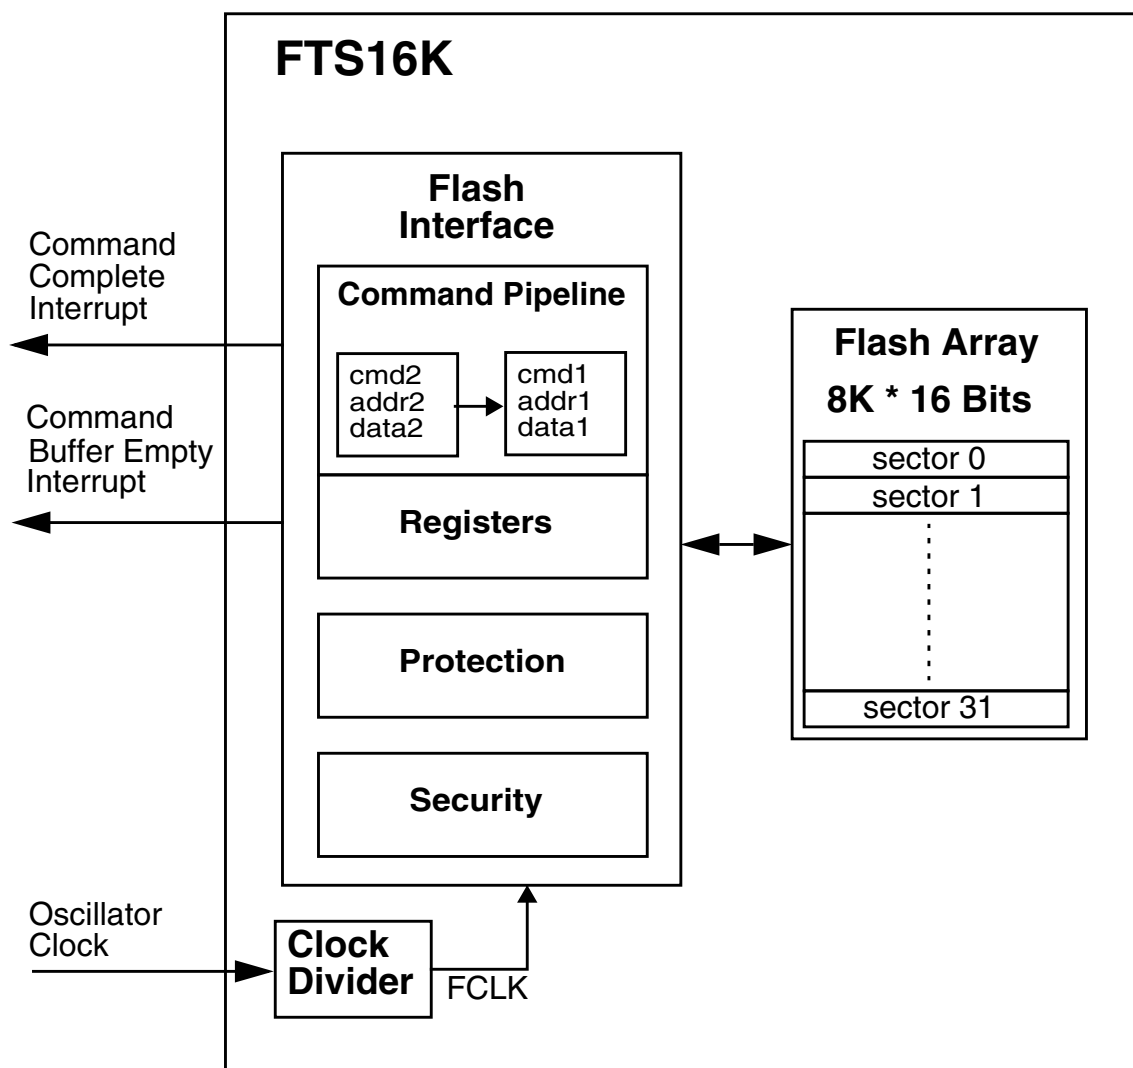 FTS16K
Flash
Interface
Command
Complete
Interrupt
Command Pipeline
cmd2
addr2
data2
cmd1
addr1
data1
Command
Buffer Empty
Interrupt
Registers
Protection
Security
Flash Array
8K * 16 Bits
sector 0
sector 1
sector 31
Oscillator
Clock
Clock
Divider
FCLK